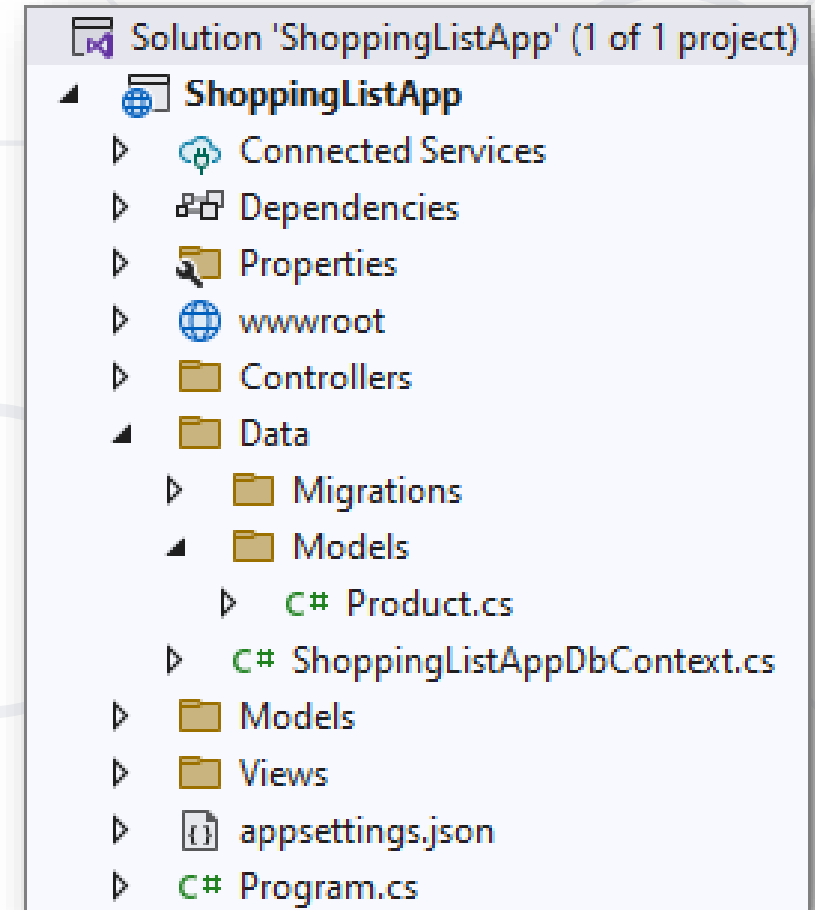 Solution 'ShoppingListApp' (1 of 1 project)
ShoppingListApp
Connected Services
Dependencies
Properties
wwwroot
Controllers
Data
Migrations
Models
C# Product.cs
C# ShoppingListAppDbContext.cs
Models
Views
appsettings.json
C# Program.cs